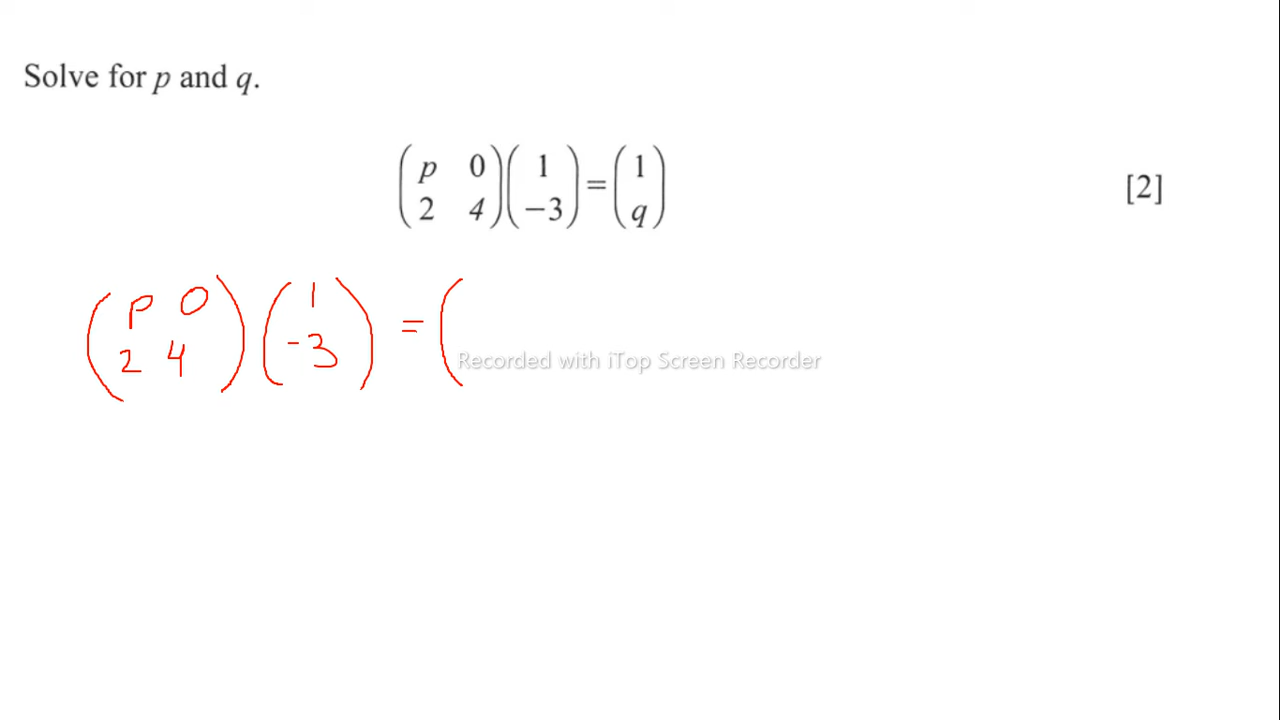 Solve for p and q.
(p 0
2 4)(1
-3)=(1
q)
[2]
(p 0
2 4)(1
-3) = (
Recorded with iTop Screen Recorder